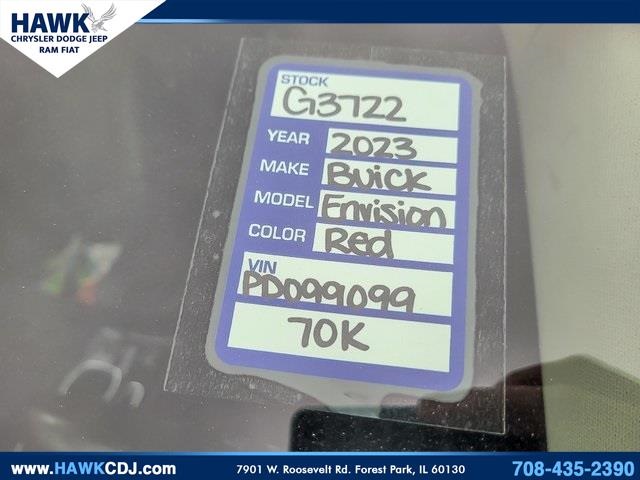 HAWK
CHRYSLER DODGE JEEP
RAM FIAT
STOCK
G3722
YEAR 2023
MAKE Buick
MODEL Envision
COLOR Red
VIN
PD099099
70K
www.HAWKCDJ.com 7901 W. Roosevelt Rd. Forest Park, IL 60130 708-435-2390